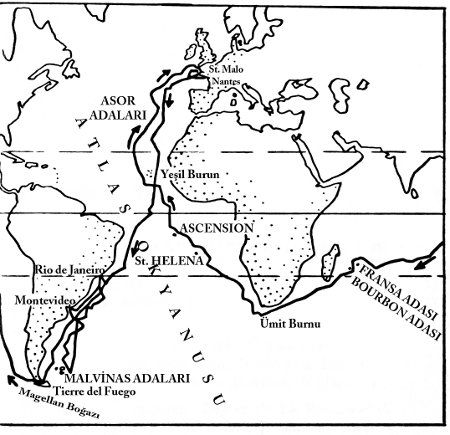 St. Malo
Nantes
ASOR
ADALARI
ATLAS OKYANUSU
Yeşil Burun
ASCENSION
St. HELENA
Rio de Janeiro
FRANSA ADASI
BOURBON ADASI
Montevideo
Ümit Burnu
MALVİNAS ADALARI
Tierre del Fuego
Magellan Boğazı